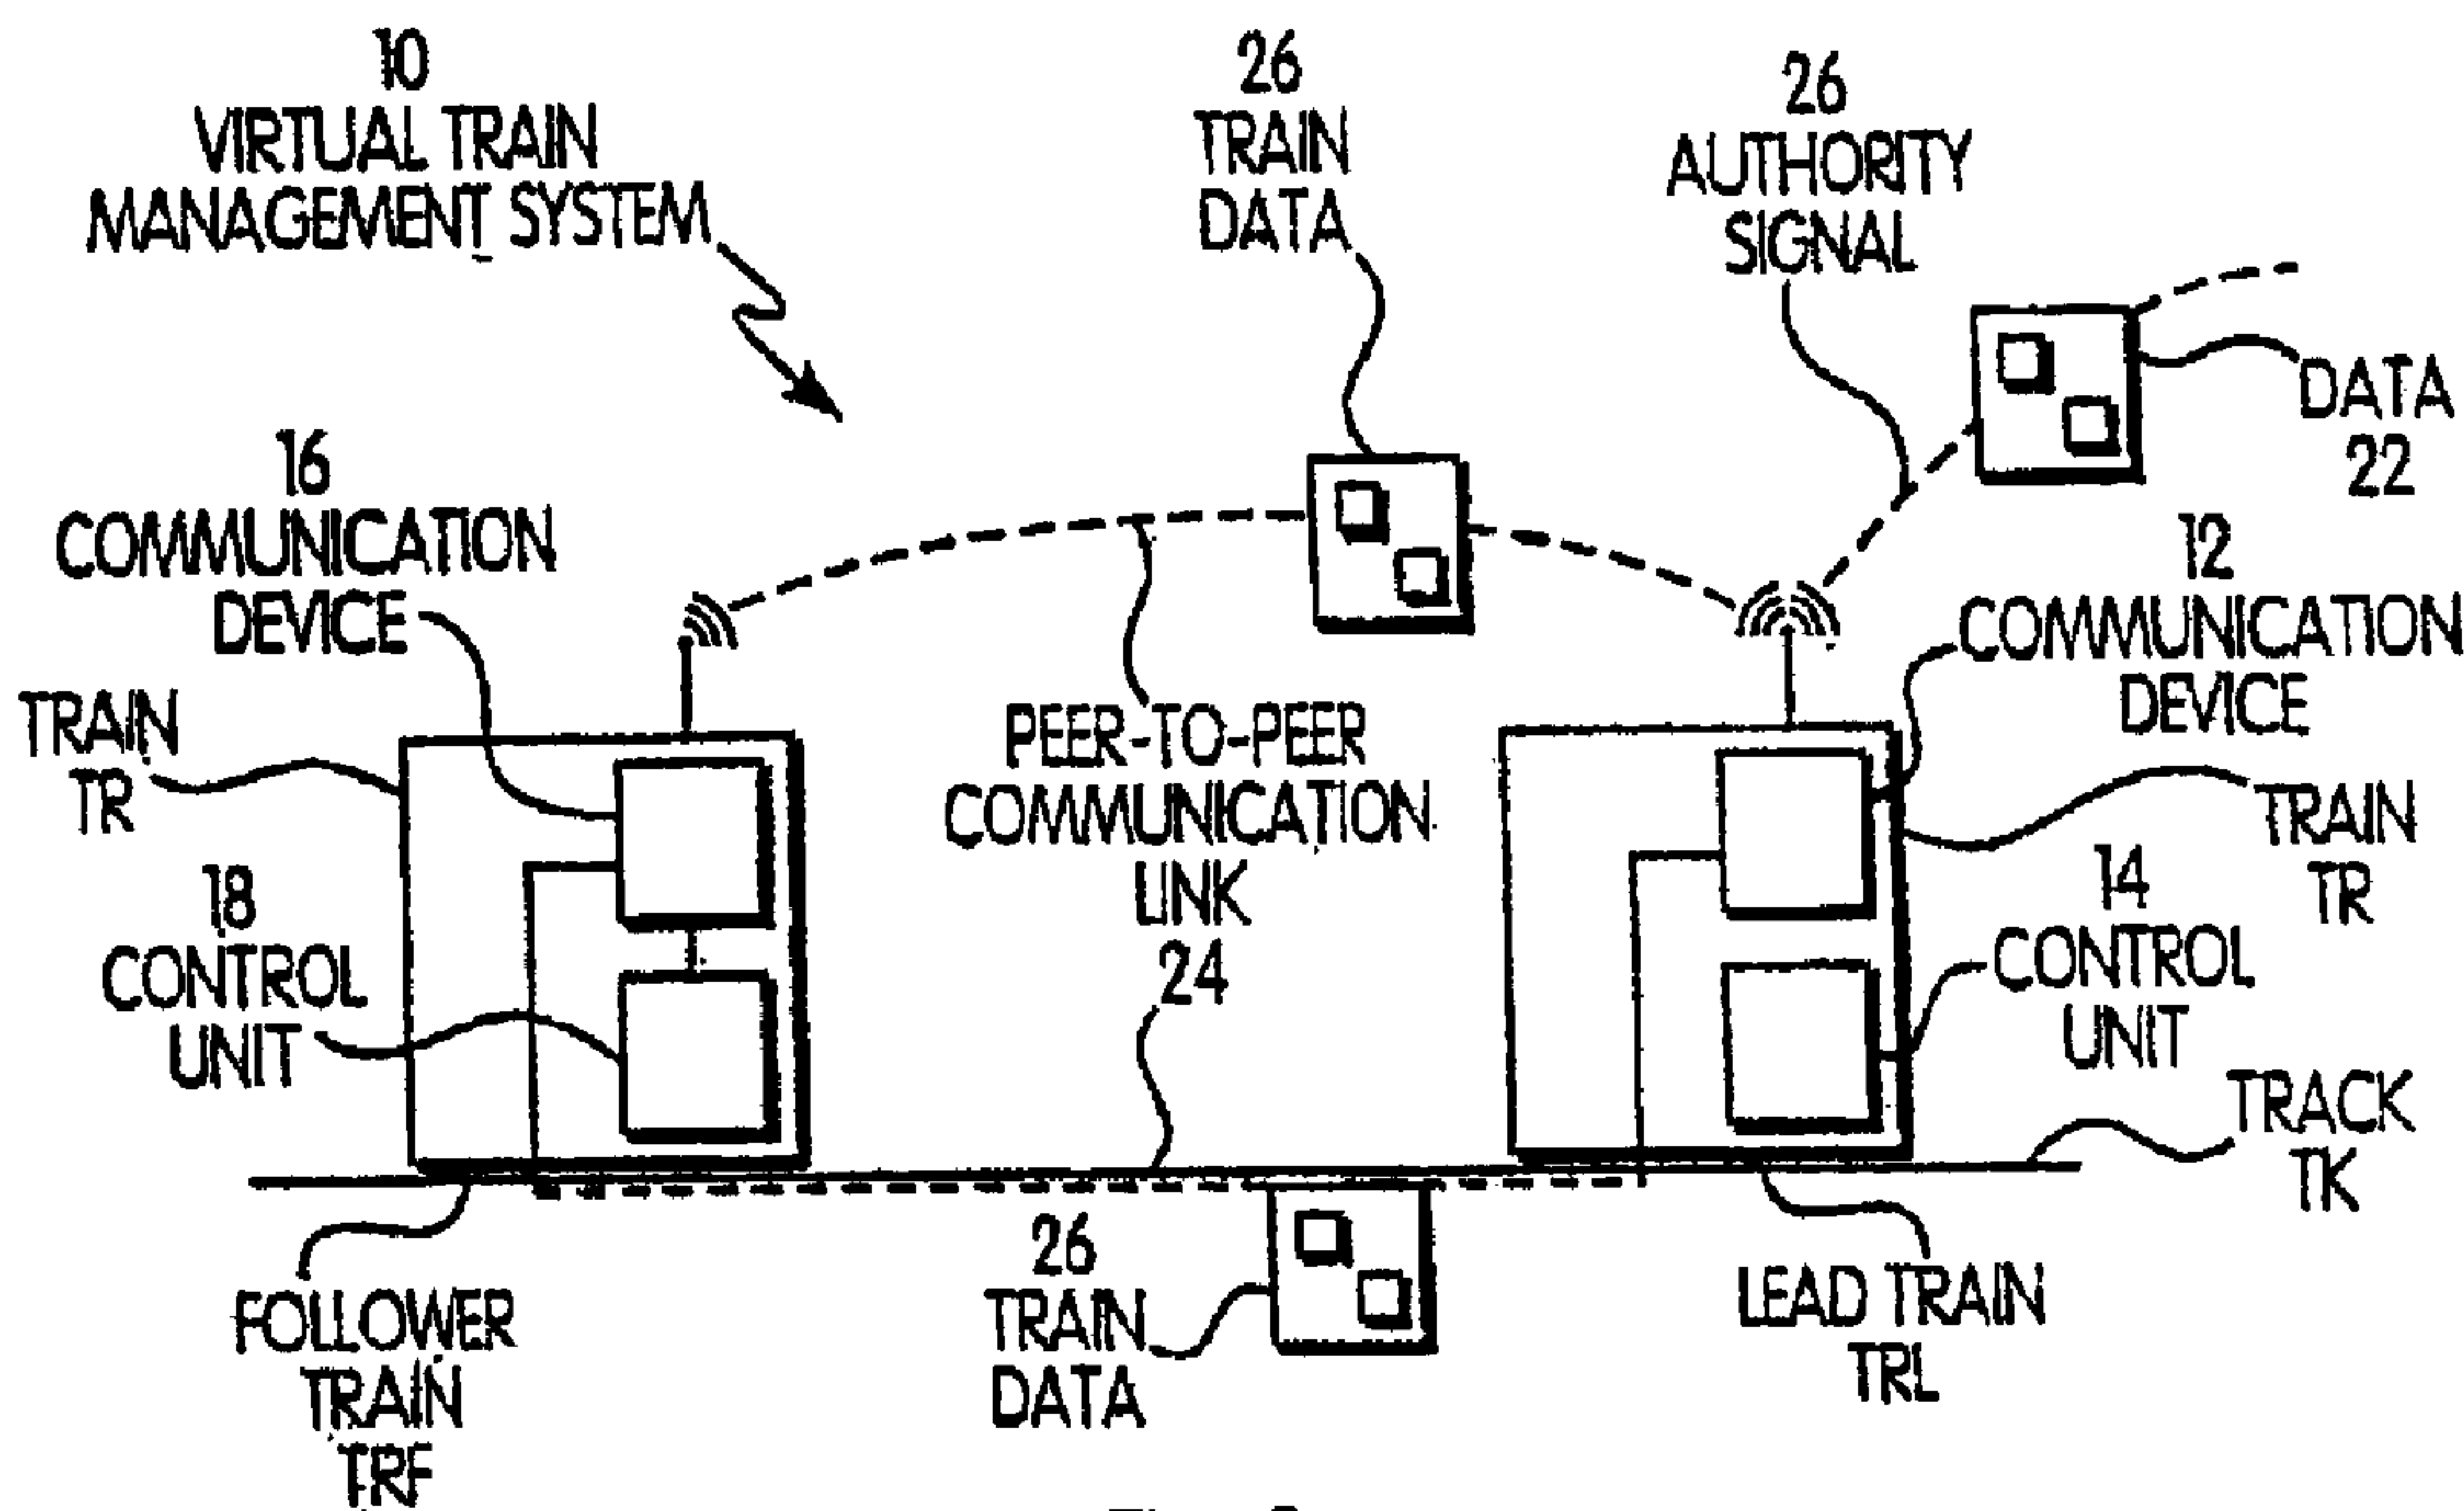 10
VIRTUAL TRAIN
MANAGEMENT SYSTEM
26
TRAIN
DATA
26
AUTHORITY
SIGNAL
DATA
22
16
COMMUNICATION
DEVICE
12
COMMUNICATION
DEVICE
TRAIN
TR
PEER-TO-PEER
COMMUNICATION
LINK
24
TRAIN
TR
18
CONTROL
UNIT
14
CONTROL
UNIT
TRACK
TK
FOLLOWER
TRAIN
TRF
26
TRAIN
DATA
LEAD TRAIN
TRL